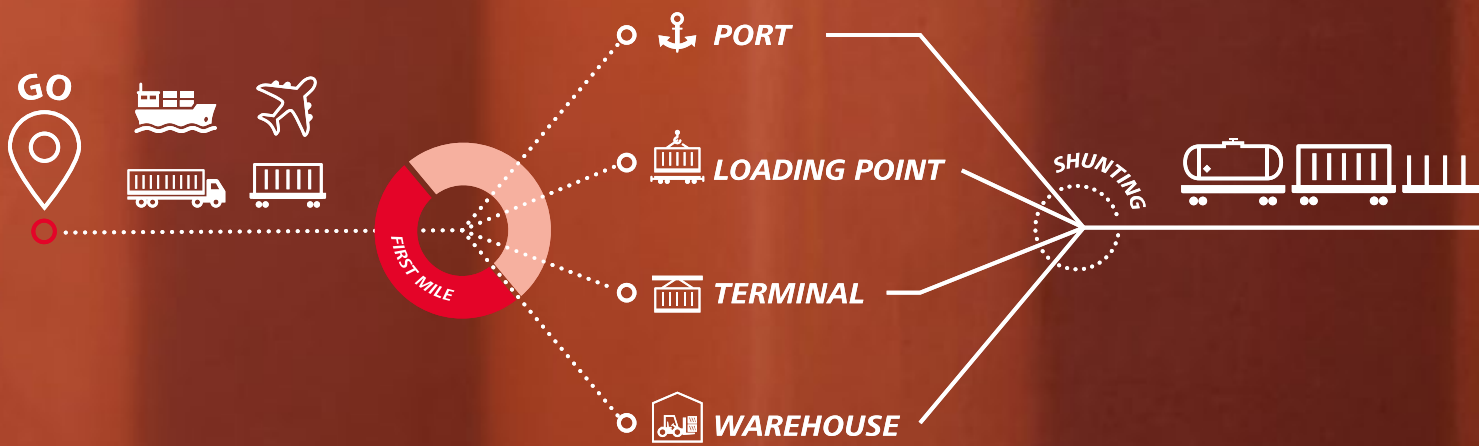 GO
FIRST MILE
PORT
LOADING POINT
TERMINAL
WAREHOUSE
SHUNTING